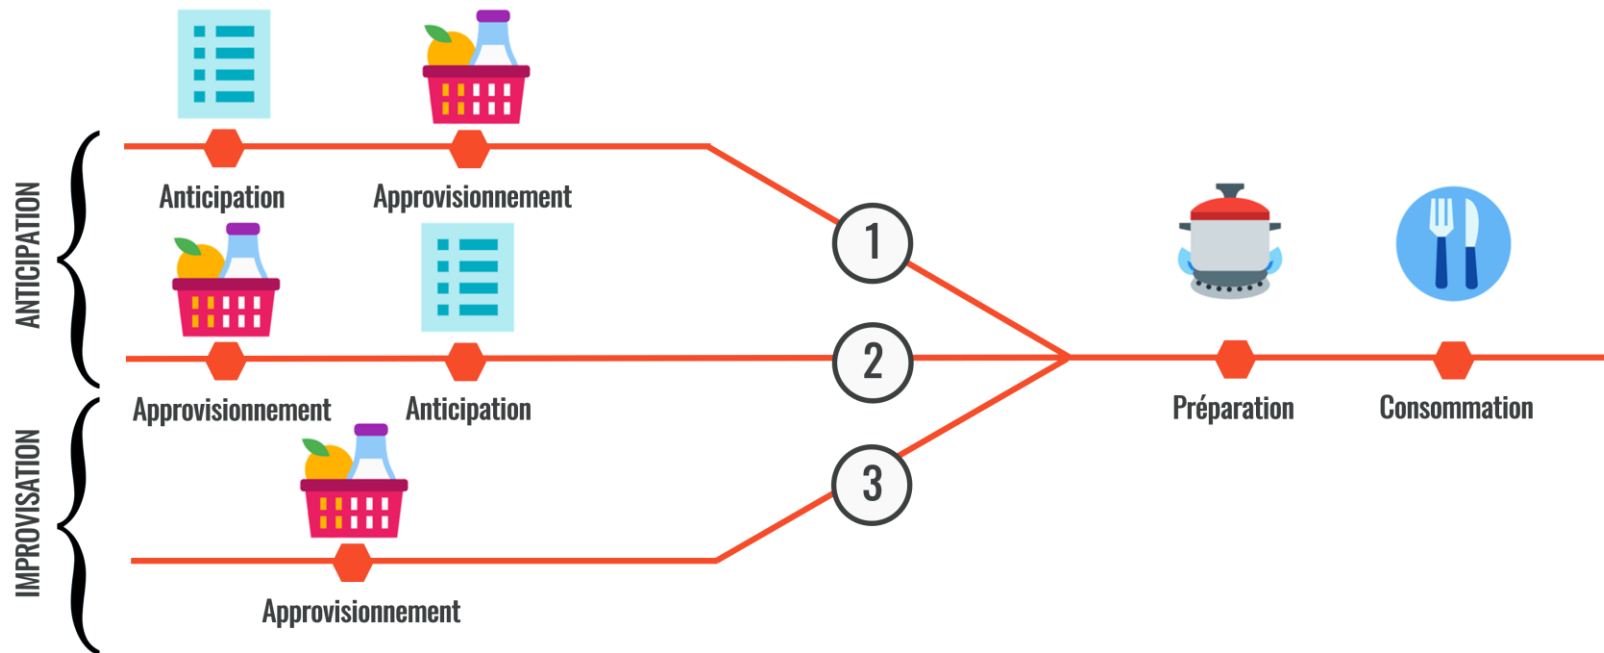 ANTICIPATION
Anticipation
Approvisionnement
1
Approvisionnement
Anticipation
2
Préparation
Consommation
IMPROVISATION
3
Approvisionnement